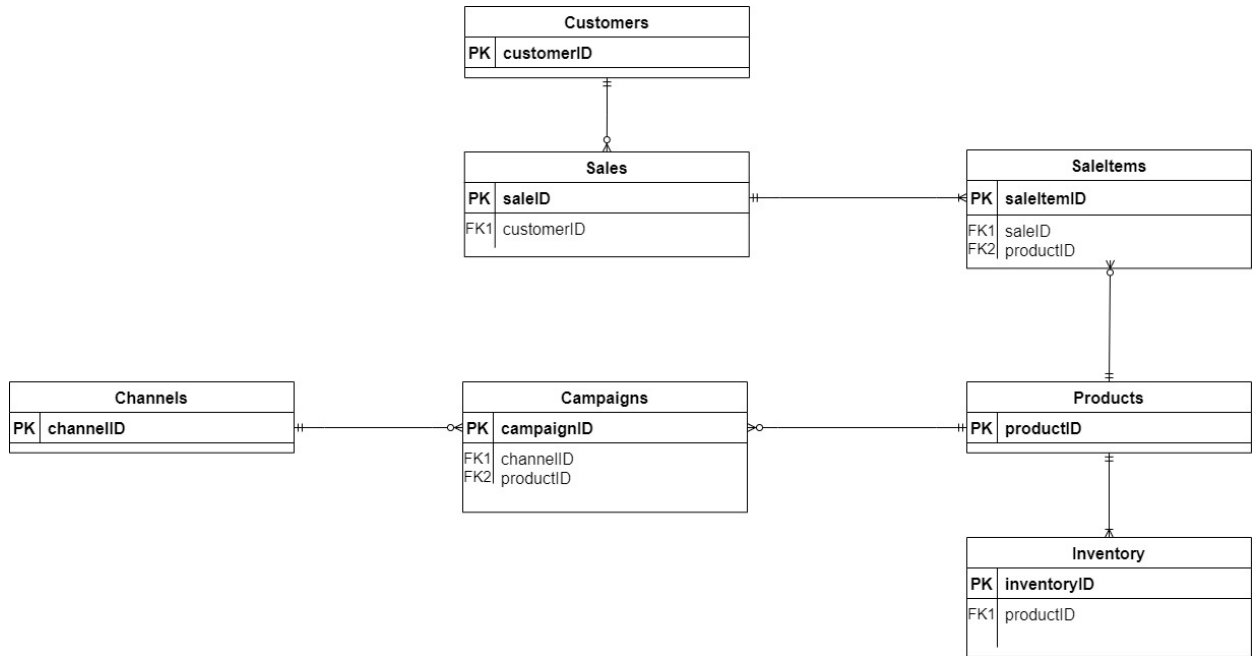 Customers
PK customerID
Sales
PK saleID
FK1 customerID
SaleItems
PK saleItemID
FK1 saleID
FK2 productID
Channels
PK channelID
Campaigns
PK campaignID
FK1 channelID
FK2 productID
Products
PK productID
Inventory
PK inventoryID
FK1 productID